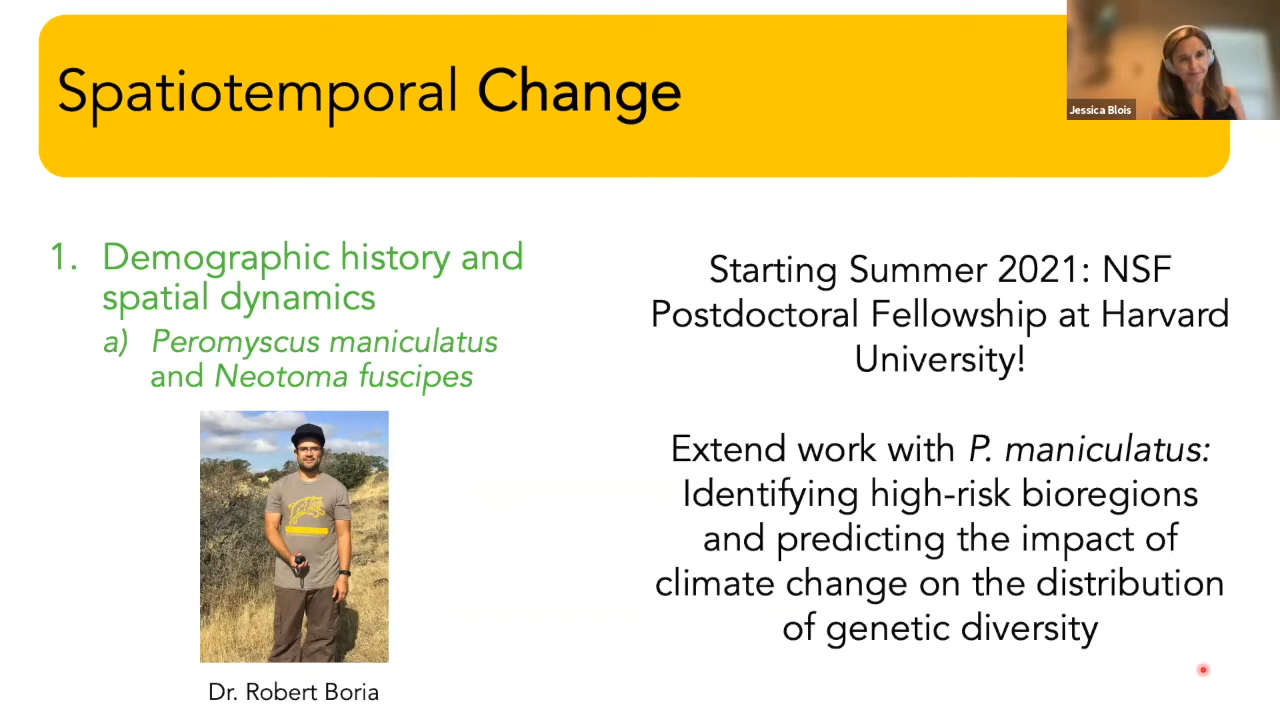 Spatiotemporal Change
Jessica Blois
1. Demographic history and
spatial dynamics
a) Peromyscus maniculatus
and Neotoma fuscipes
Dr. Robert Boria
Starting Summer 2021: NSF
Postdoctoral Fellowship at Harvard
University!
Extend work with P. maniculatus:
Identifying high-risk bioregions
and predicting the impact of
climate change on the distribution
of genetic diversity